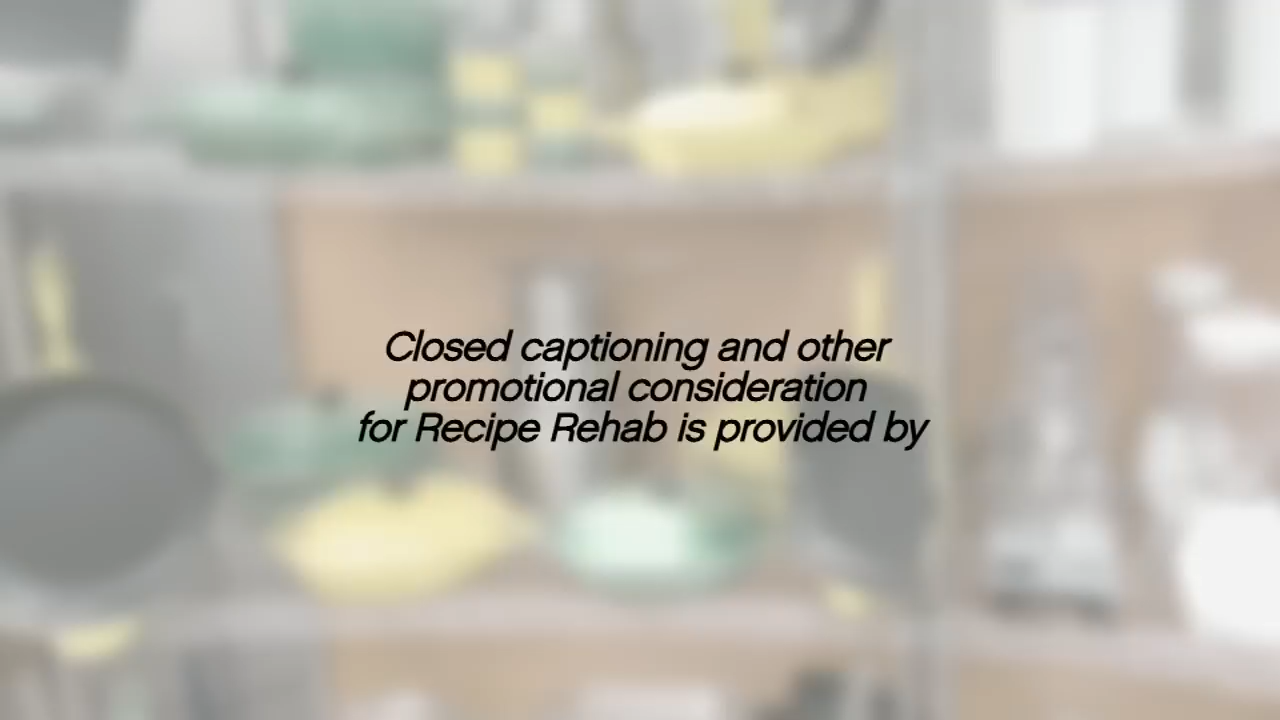 Closed captioning and other
promotional consideration
for Recipe Rehab is provided by